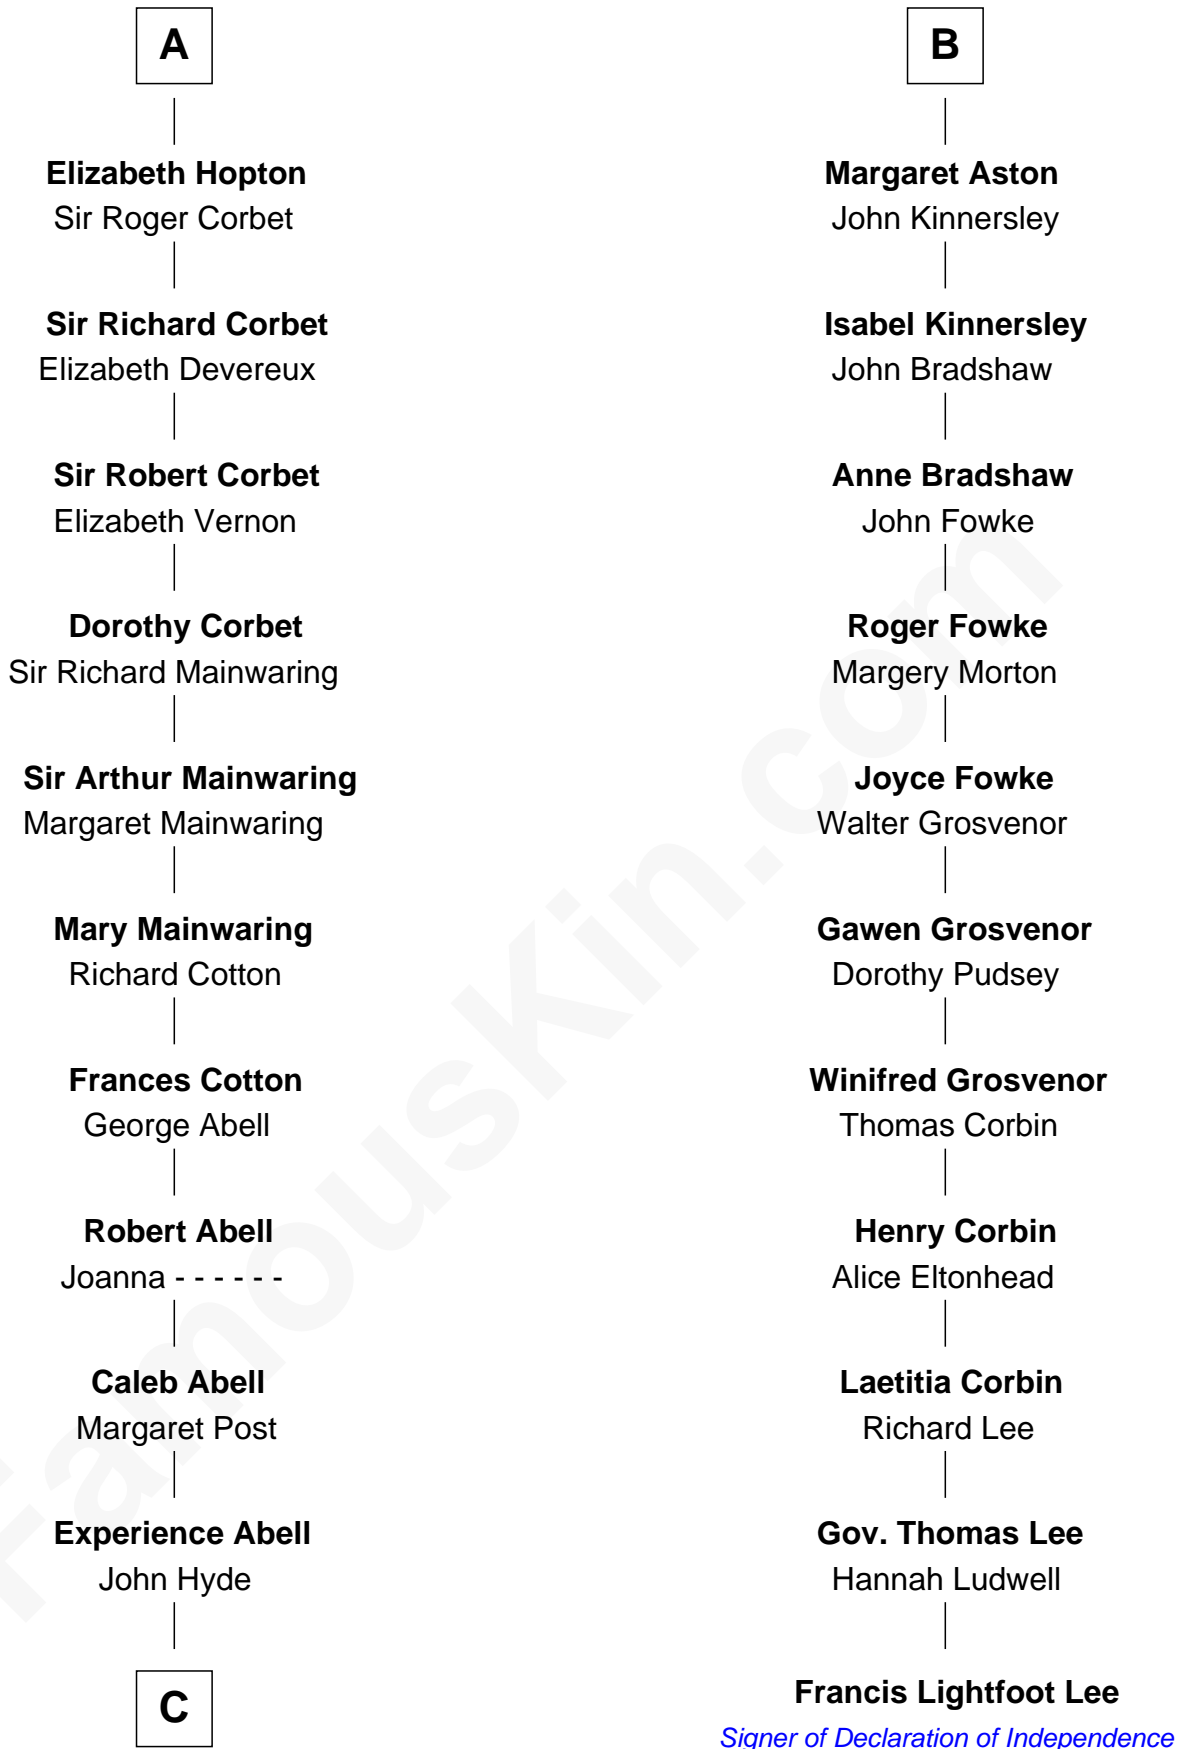 A
Elizabeth Hopton
Sir Roger Corbet
Sir Richard Corbet
Elizabeth Devereux
Sir Robert Corbet
Elizabeth Vernon
Dorothy Corbet
Sir Richard Mainwaring
Sir Arthur Mainwaring
Margaret Mainwaring
Mary Mainwaring
Richard Cotton
Frances Cotton
George Abell
Robert Abell
Joanna - - - - - -
Caleb Abell
Margaret Post
Experience Abell
John Hyde
C
B
Margaret Aston
John Kinnersley
Isabel Kinnersley
John Bradshaw
Anne Bradshaw
John Fowke
Roger Fowke
Margery Morton
Joyce Fowke
Walter Grosvenor
Gawen Grosvenor
Dorothy Pudsey
Winifred Grosvenor
Thomas Corbin
Henry Corbin
Alice Eltonhead
Laetitia Corbin
Richard Lee
Gov. Thomas Lee
Hannah Ludwell
Francis Lightfoot Lee
Signer of Declaration of Independence
FamousKin.com